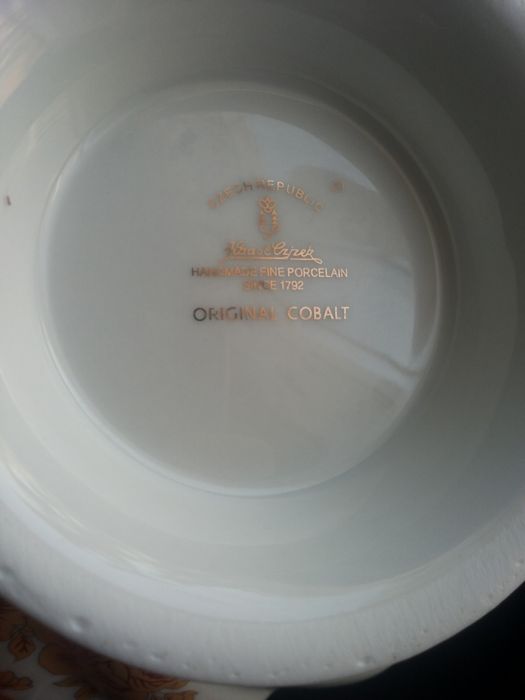 CZECH REPUBLIC
HANDMADE FINE PORCELAIN
SINCE 1792
ORIGINAL COBALT